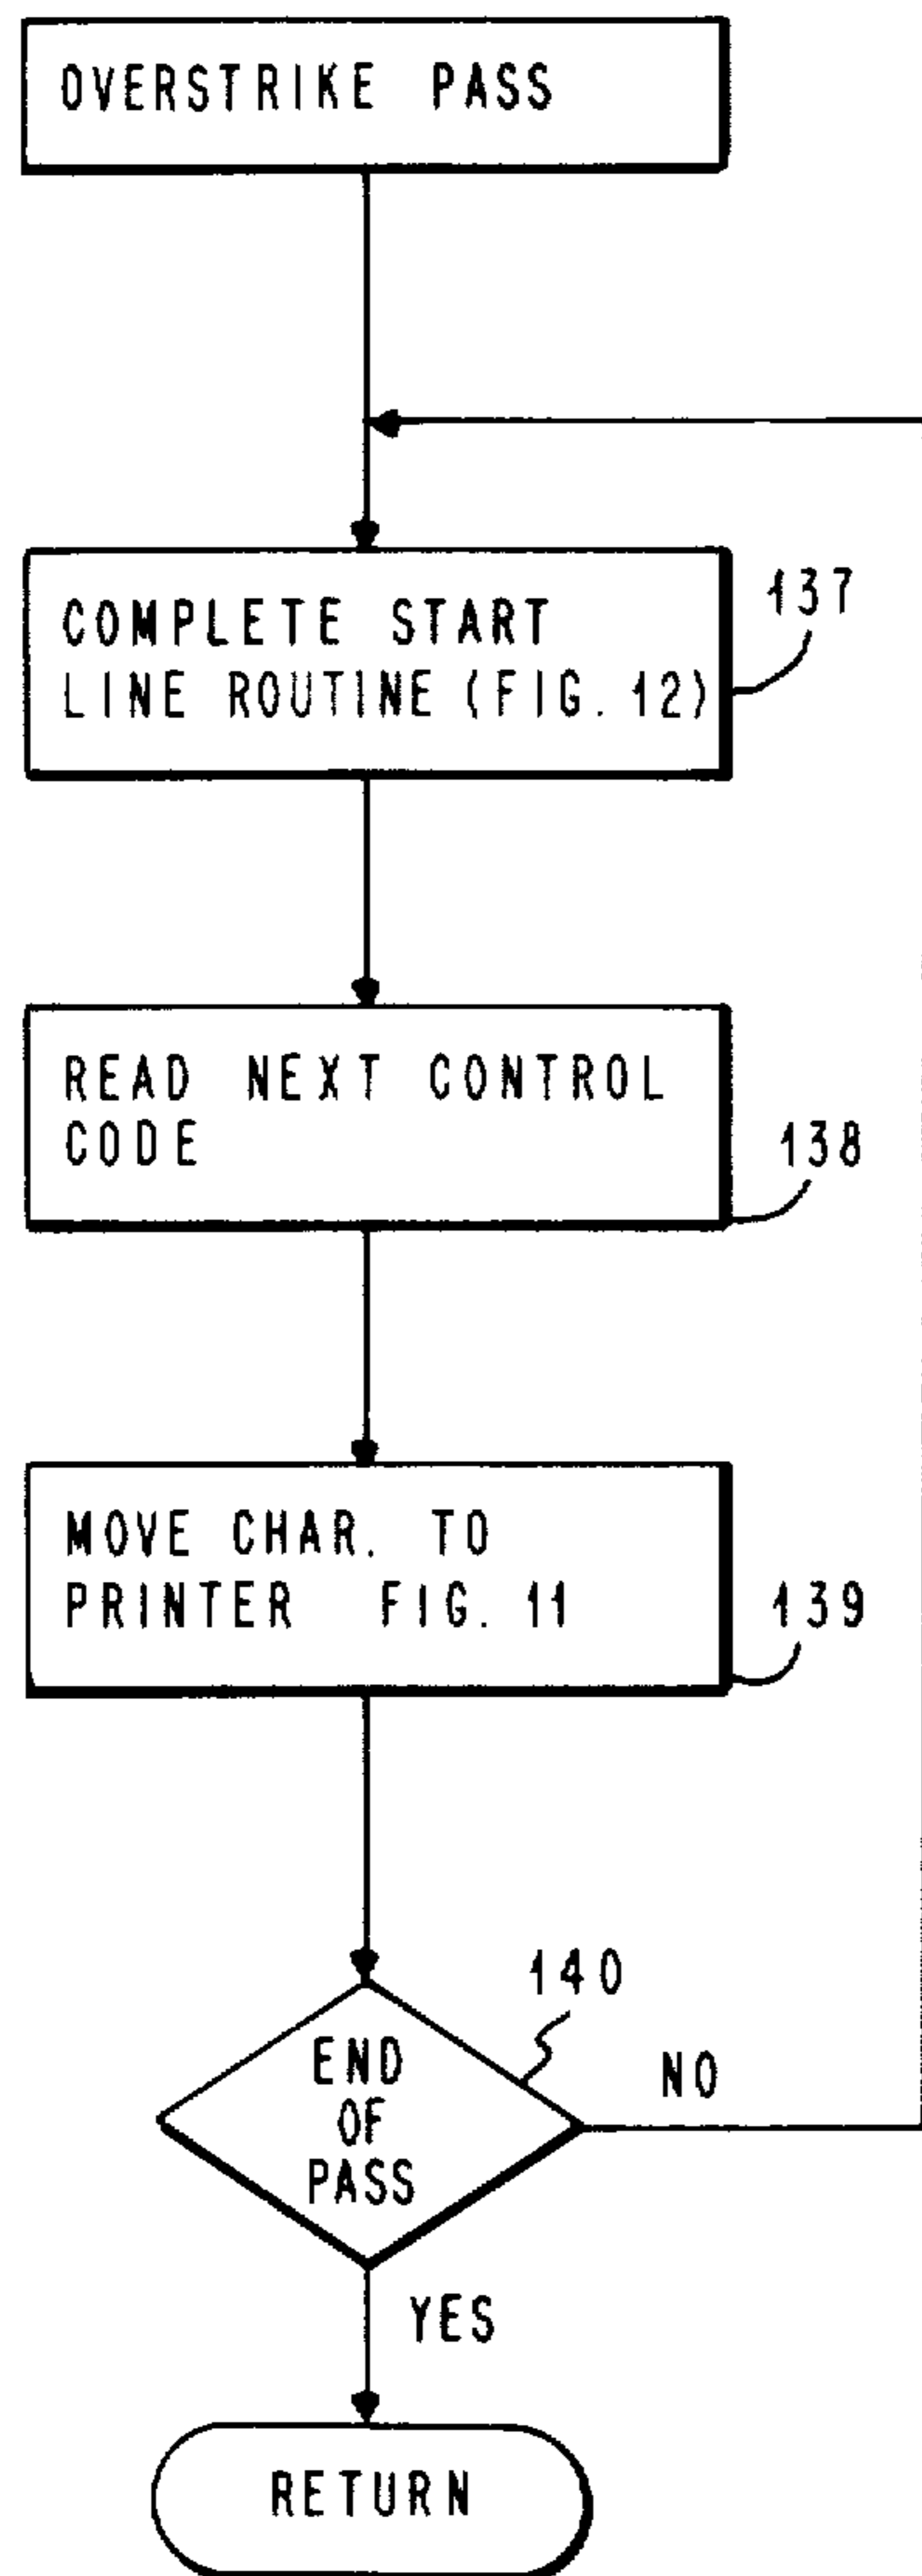 OVERSTRIKE PASS
COMPLETE START
LINE ROUTINE (FIG. 12)
137
READ NEXT CONTROL
CODE
138
MOVE CHAR. TO
PRINTER FIG. 11
139
140
END
OF
PASS
NO
YES
RETURN